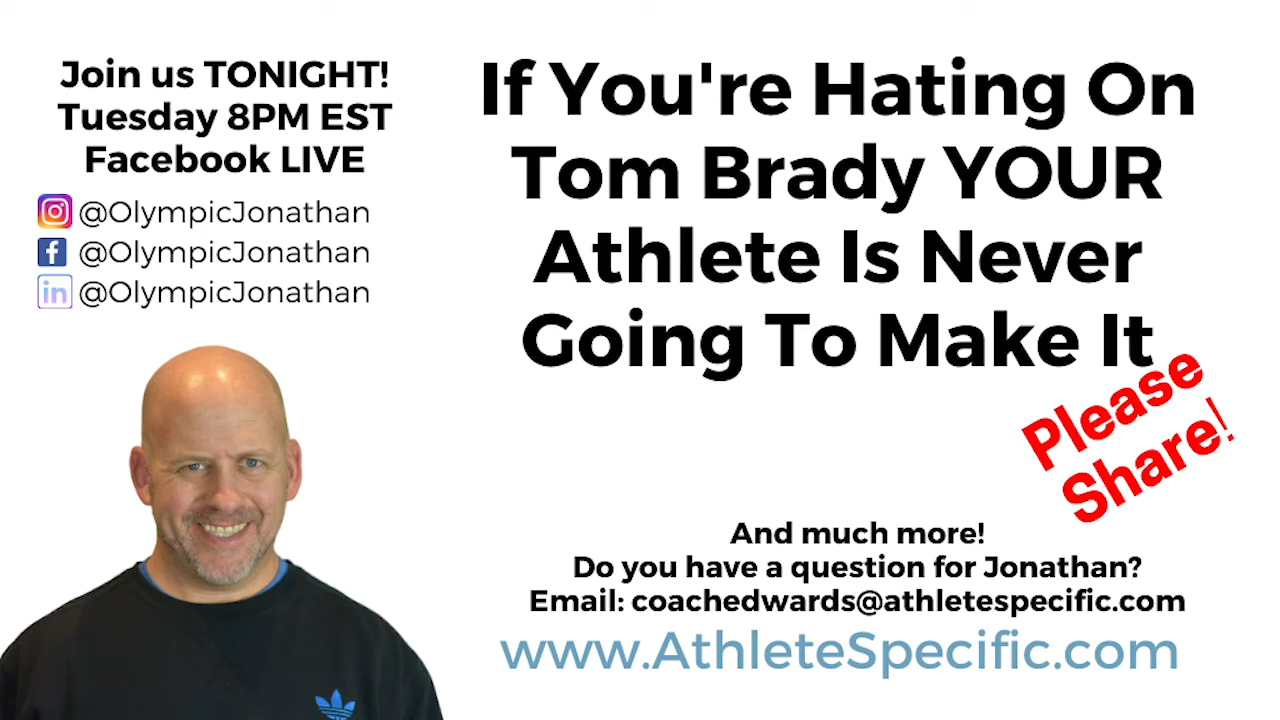 Join us TONIGHT!
Tuesday 8PM EST
Facebook LIVE
@OlympicJonathan
@OlympicJonathan
in @OlympicJonathan
If You're Hating On
Tom Brady YOUR
Athlete Is Never
Going To Make It
Please
Share!
And much more!
Do you have a question for Jonathan?
Email: coachedwards@athletespecific.com
www.AthleteSpecific.com